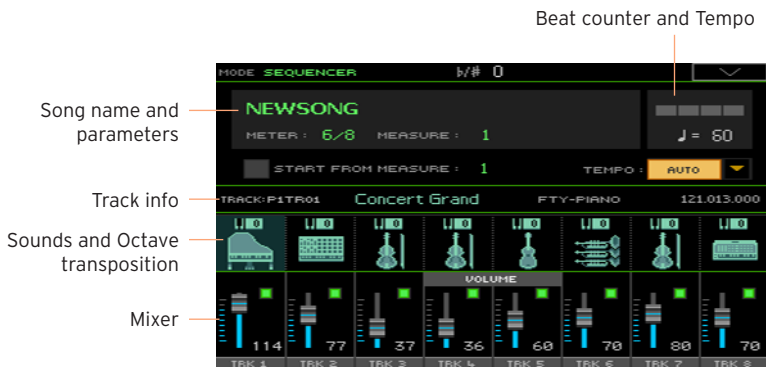 Beat counter and Tempo
MODE SEQUENCER ♭/# 0
Song name and
parameters
NEWSONG
METER: 6/8 MEASURE: 1
♩= 60
START FROM MEASURE: 1 TEMPO: AUTO
Track info
TRACK:P1TR01 Concert Grand FTY-PIANO 121.013.000
Sounds and Octave
transposition
0 0 0 0 0 0 0 0
VOLUME
Mixer
114 77 37 36 60 70 80 70
TRK 1 TRK 2 TRK 3 TRK 4 TRK 5 TRK 6 TRK 7 TRK 8